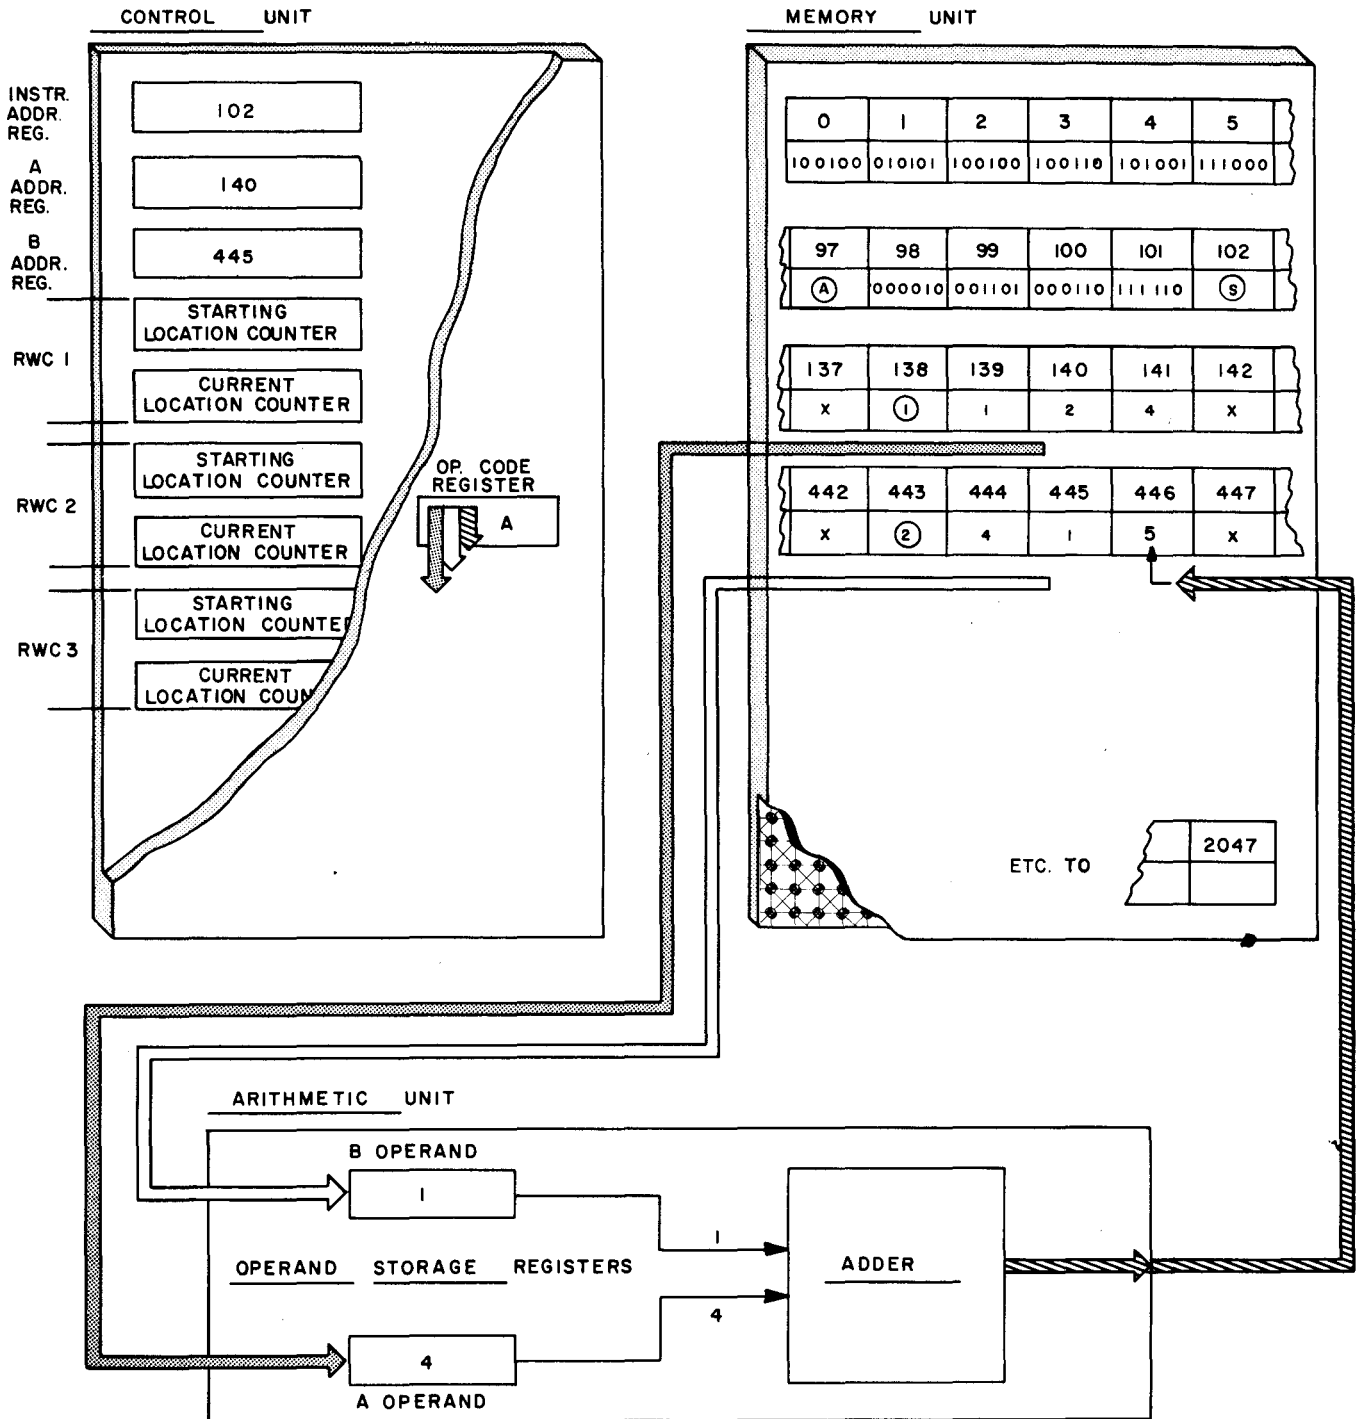 CONTROL UNIT
INSTR. ADDR. REG.
102
A ADDR. REG.
140
B ADDR. REG.
445
RWC 1
STARTING
LOCATION COUNTER
CURRENT
LOCATION COUNTER
RWC 2
STARTING
LOCATION COUNTER
CURRENT
LOCATION COUNTER
RWC 3
STARTING
LOCATION COUNTE
CURRENT
LOCATION COUN
OP. CODE
REGISTER
A
MEMORY UNIT
0 1 2 3 4 5
100100 010101 100100 100110 101001 111000
97 98 99 100 101 102
A 000010 001101 000110 111110 S
137 138 139 140 141 142
X 1 1 2 4 X
442 443 444 445 446 447
X 2 4 1 5 X
ETC. TO
2047
ARITHMETIC UNIT
B OPERAND
1
1
OPERAND STORAGE REGISTERS
ADDER
4
4
A OPERAND